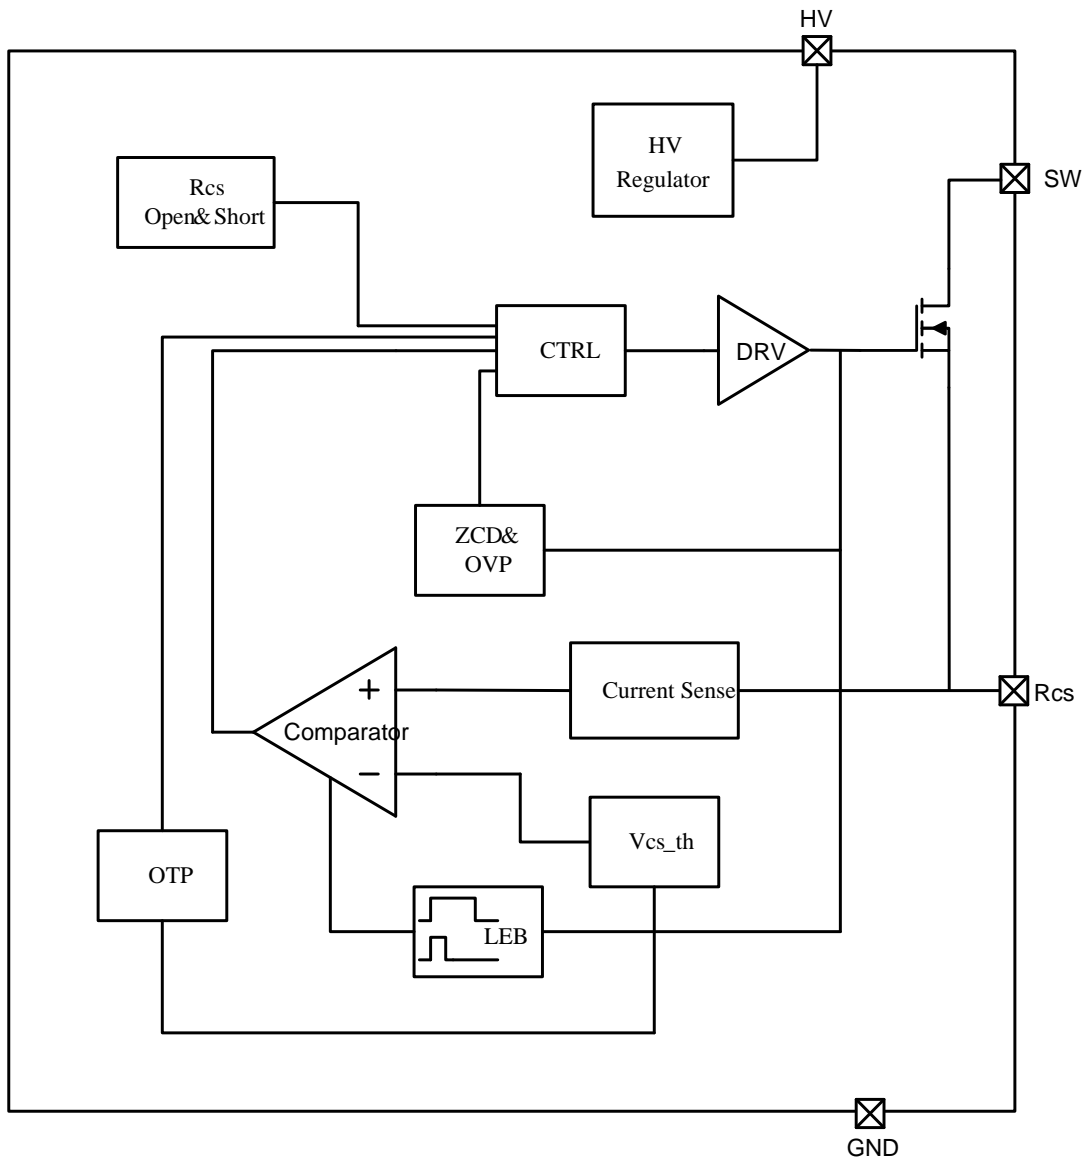 HV
HV
Regulator
SW
Rcs
Open& Short
CTRL
DRV
ZCD&
OVP
+
Current Sense
Rcs
Comparator
−
Vcs_th
OTP
LEB
GND